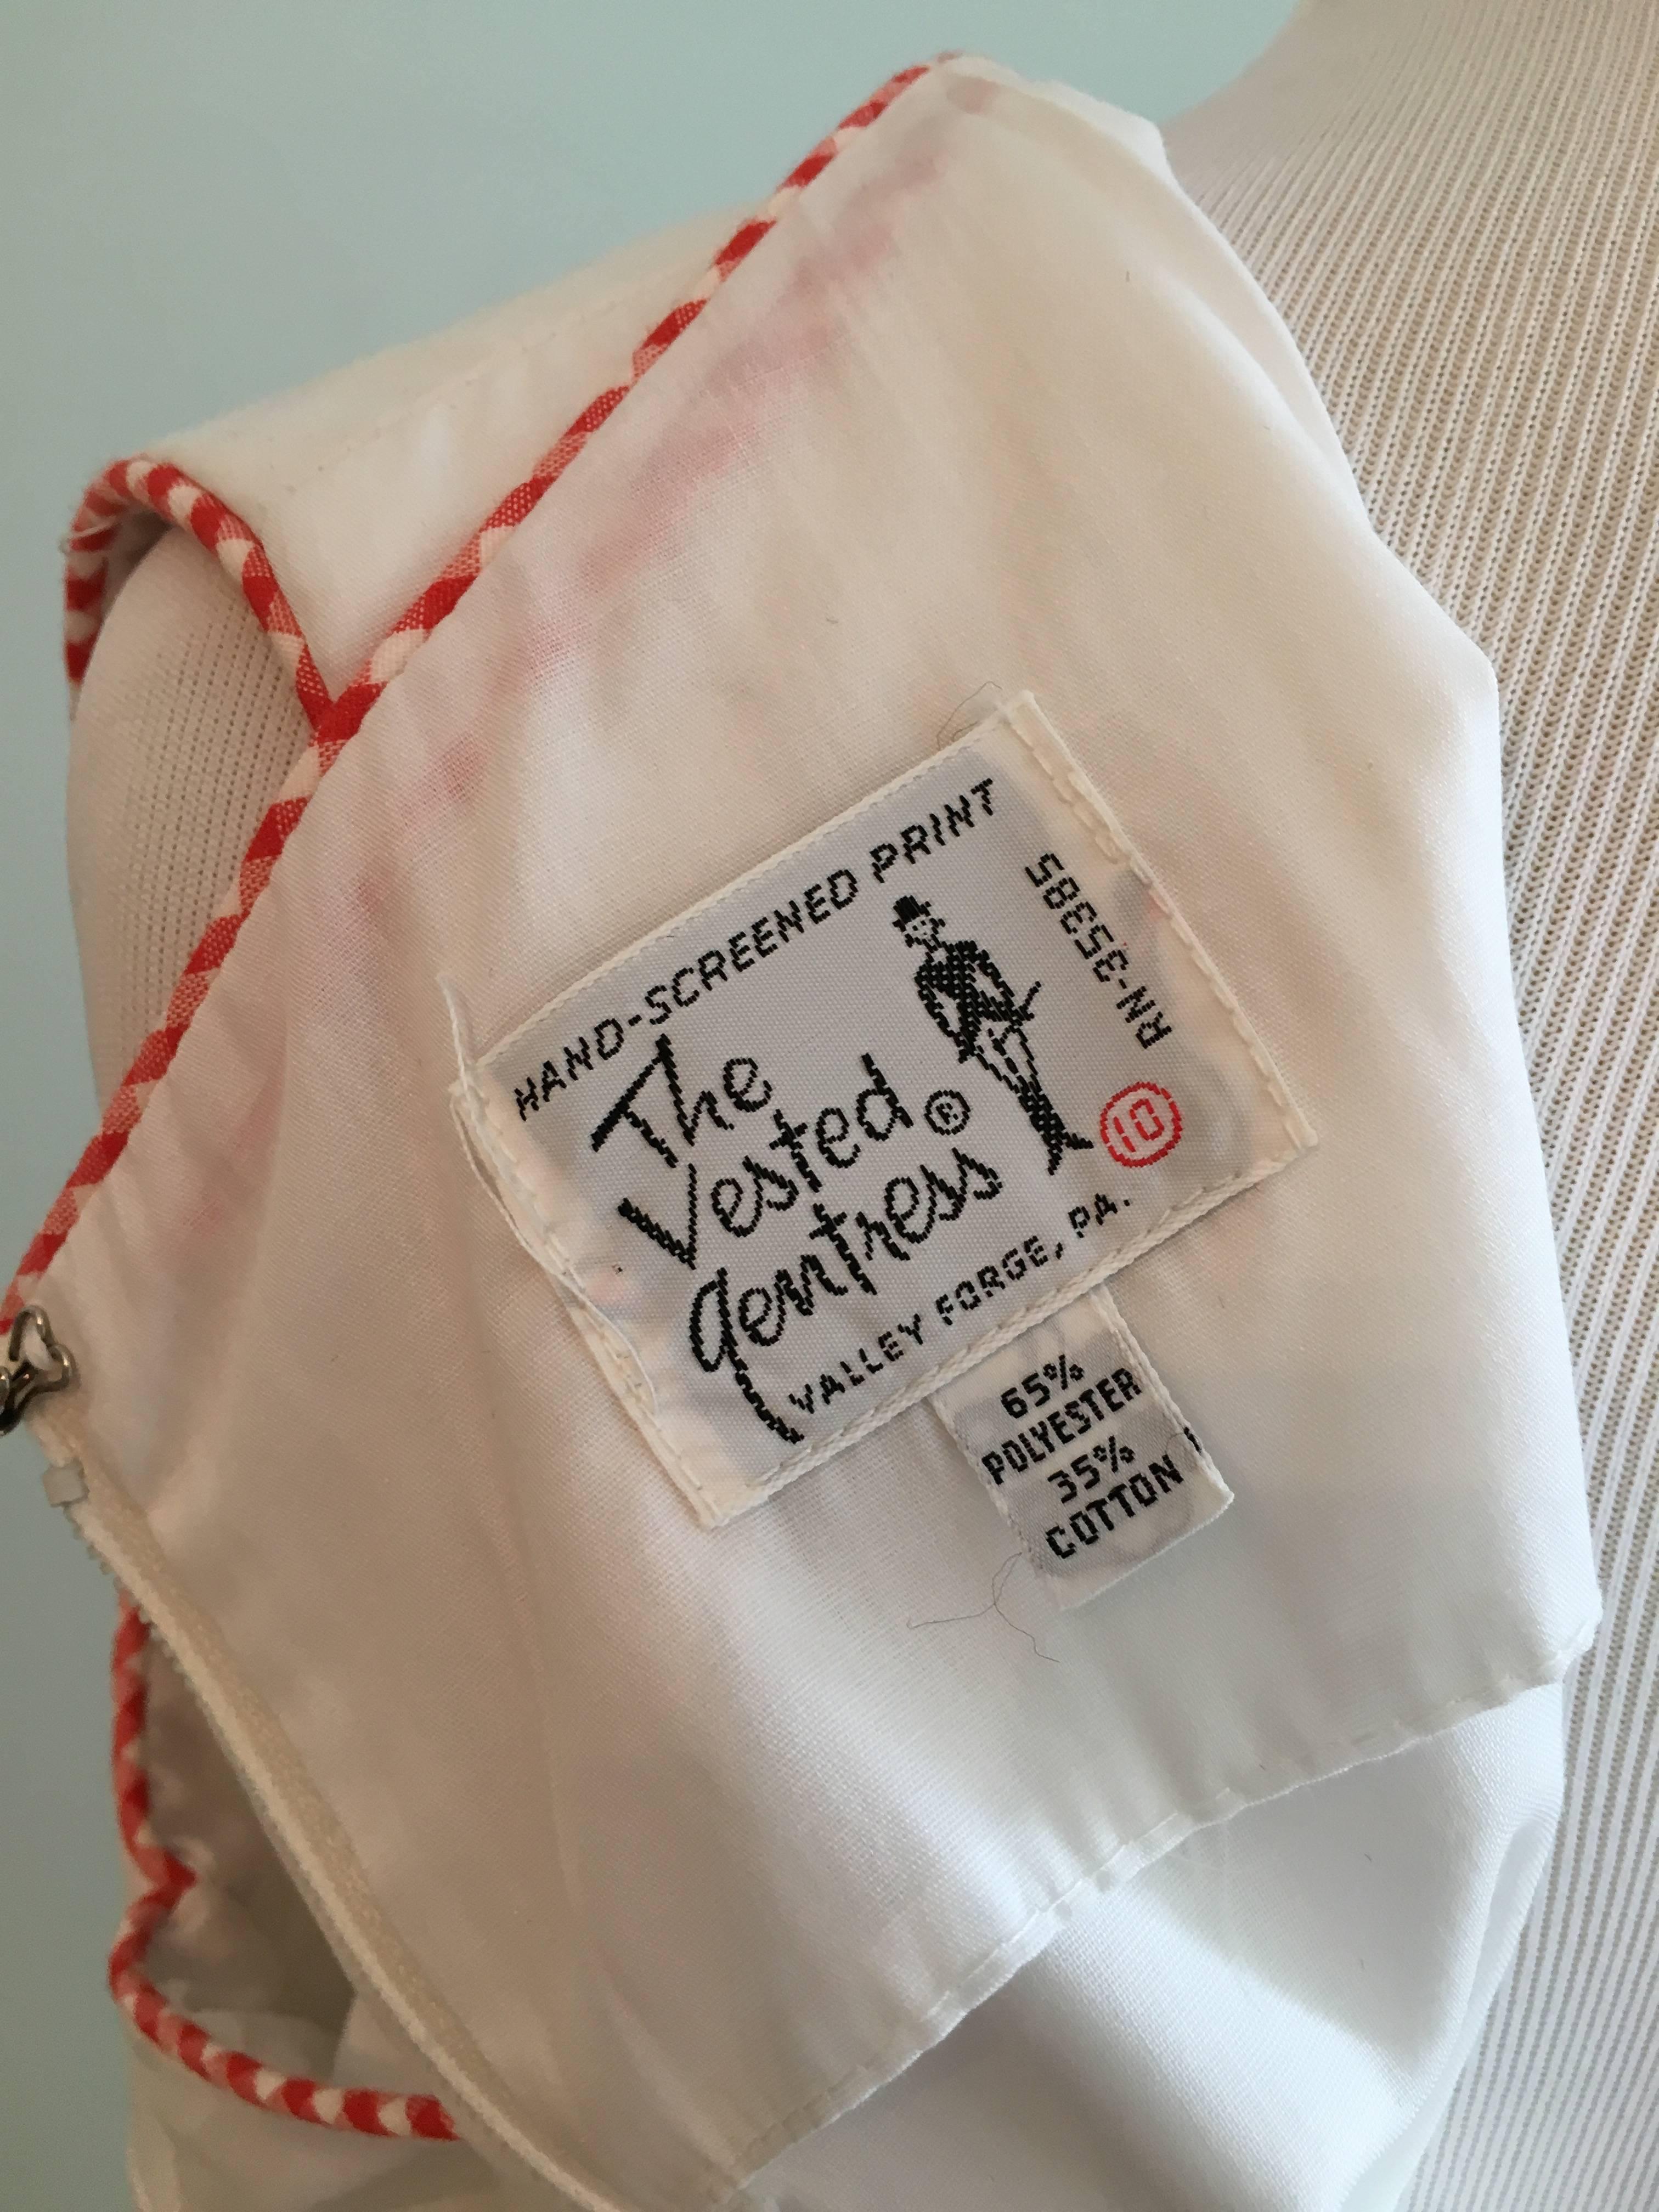 HAND-SCREENED PRINT
The
Vested ®
gentress
VALLEY FORGE, PA.
RN-35385
10
65%
POLYESTER
35%
COTTON